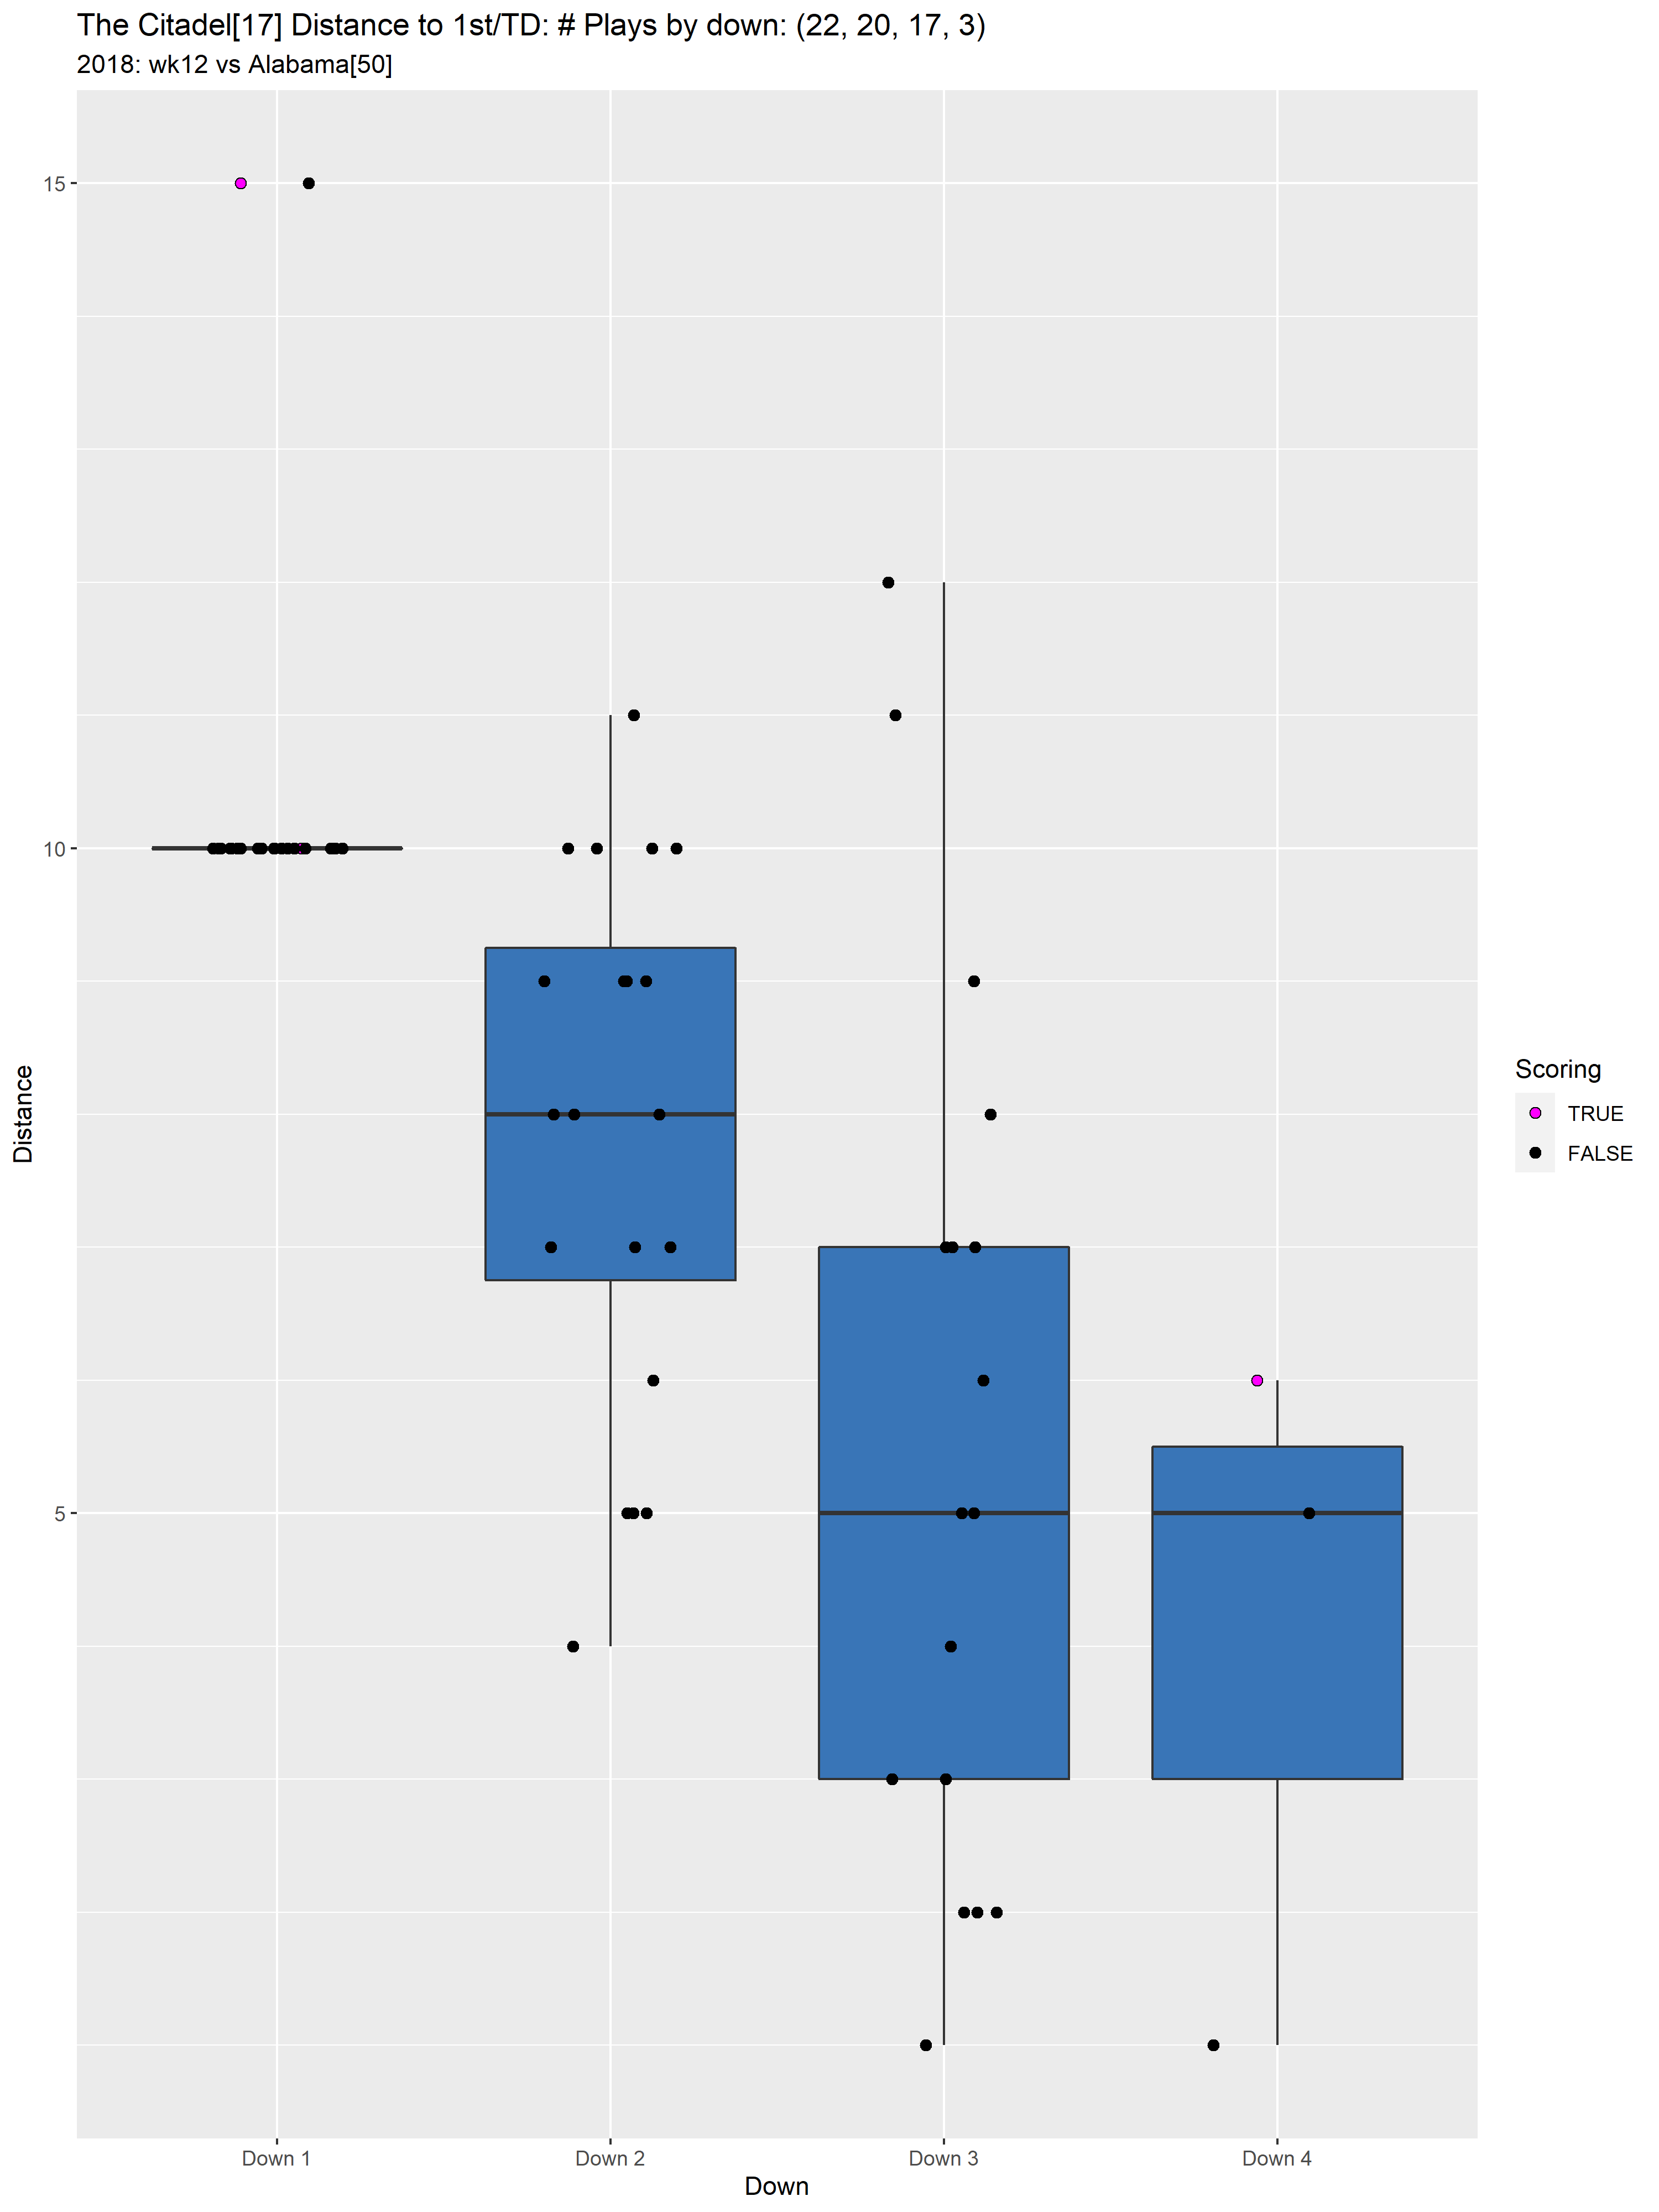 The Citadel[17] Distance to 1st/TD: # Plays by down: (22, 20, 17, 3)
2018: wk12 vs Alabama[50]
15
10
5
Distance
Down 1
Down 2
Down 3
Down 4
Down
Scoring
TRUE
FALSE